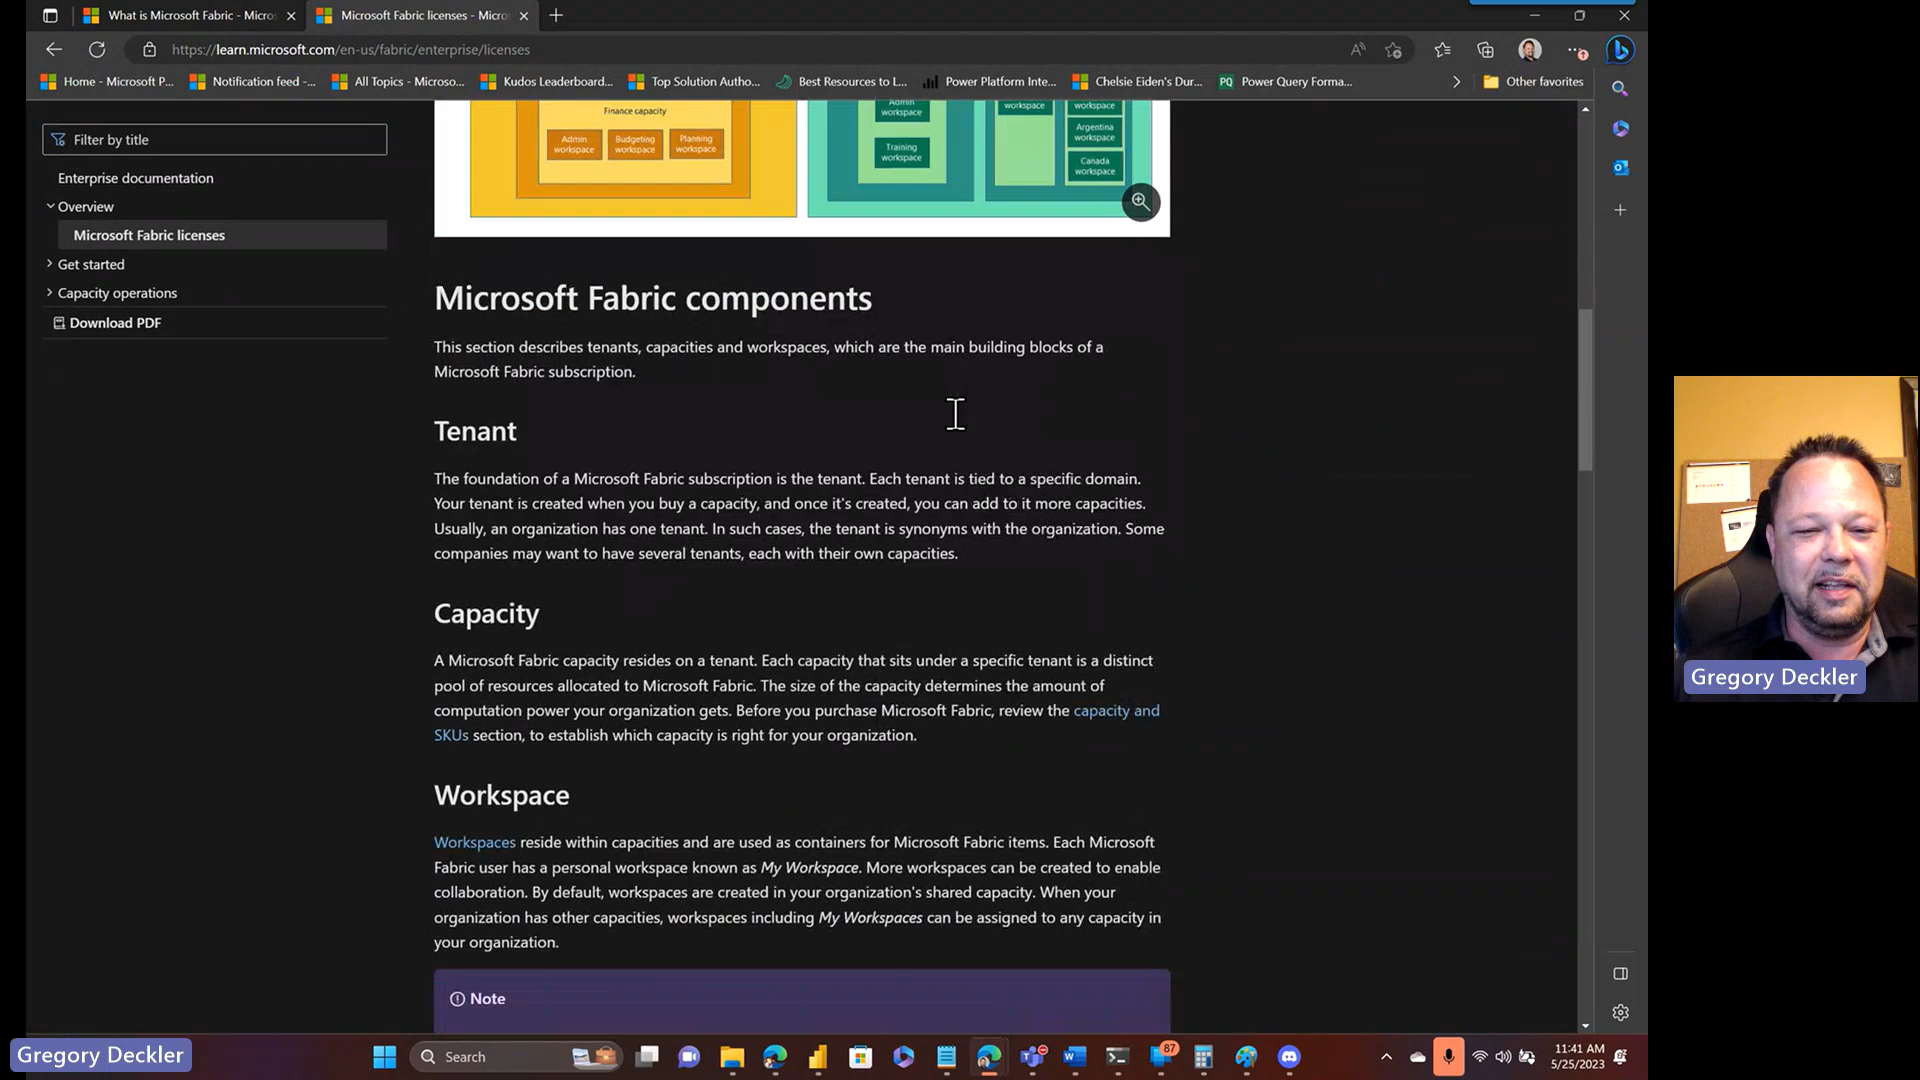 What is Microsoft Fabric - Micros
Microsoft Fabric licenses - Micro
https://learn.microsoft.com/en-us/fabric/enterprise/licenses
Home - Microsoft P...
Notification feed -...
All Topics - Microso...
Kudos Leaderboard...
Top Solution Autho...
Best Resources to L...
Power Platform Inte...
Chelsie Eiden's Dur...
PQ
Power Query Forma...
Other favorites
Filter by title
Enterprise documentation
Overview
Microsoft Fabric licenses
Get started
Capacity operations
Download PDF
Finance capacity
Admin
workspace
Budgeting
workspace
Planning
workspace
Admin
workspace
Training
workspace
workspace
workspace
Argentina
workspace
Canada
workspace
Microsoft Fabric components
This section describes tenants, capacities and workspaces, which are the main building blocks of a
Microsoft Fabric subscription.
Tenant
The foundation of a Microsoft Fabric subscription is the tenant. Each tenant is tied to a specific domain.
Your tenant is created when you buy a capacity, and once it's created, you can add to it more capacities.
Usually, an organization has one tenant. In such cases, the tenant is synonyms with the organization. Some
companies may want to have several tenants, each with their own capacities.
Capacity
A Microsoft Fabric capacity resides on a tenant. Each capacity that sits under a specific tenant is a distinct
pool of resources allocated to Microsoft Fabric. The size of the capacity determines the amount of
computation power your organization gets. Before you purchase Microsoft Fabric, review the capacity and
SKUs section, to establish which capacity is right for your organization.
Workspace
Workspaces reside within capacities and are used as containers for Microsoft Fabric items. Each Microsoft
Fabric user has a personal workspace known as My Workspace. More workspaces can be created to enable
collaboration. By default, workspaces are created in your organization's shared capacity. When your
organization has other capacities, workspaces including My Workspaces can be assigned to any capacity in
your organization.
Note
Gregory Deckler
Gregory Deckler
Search
87
11:41 AM
5/25/2023